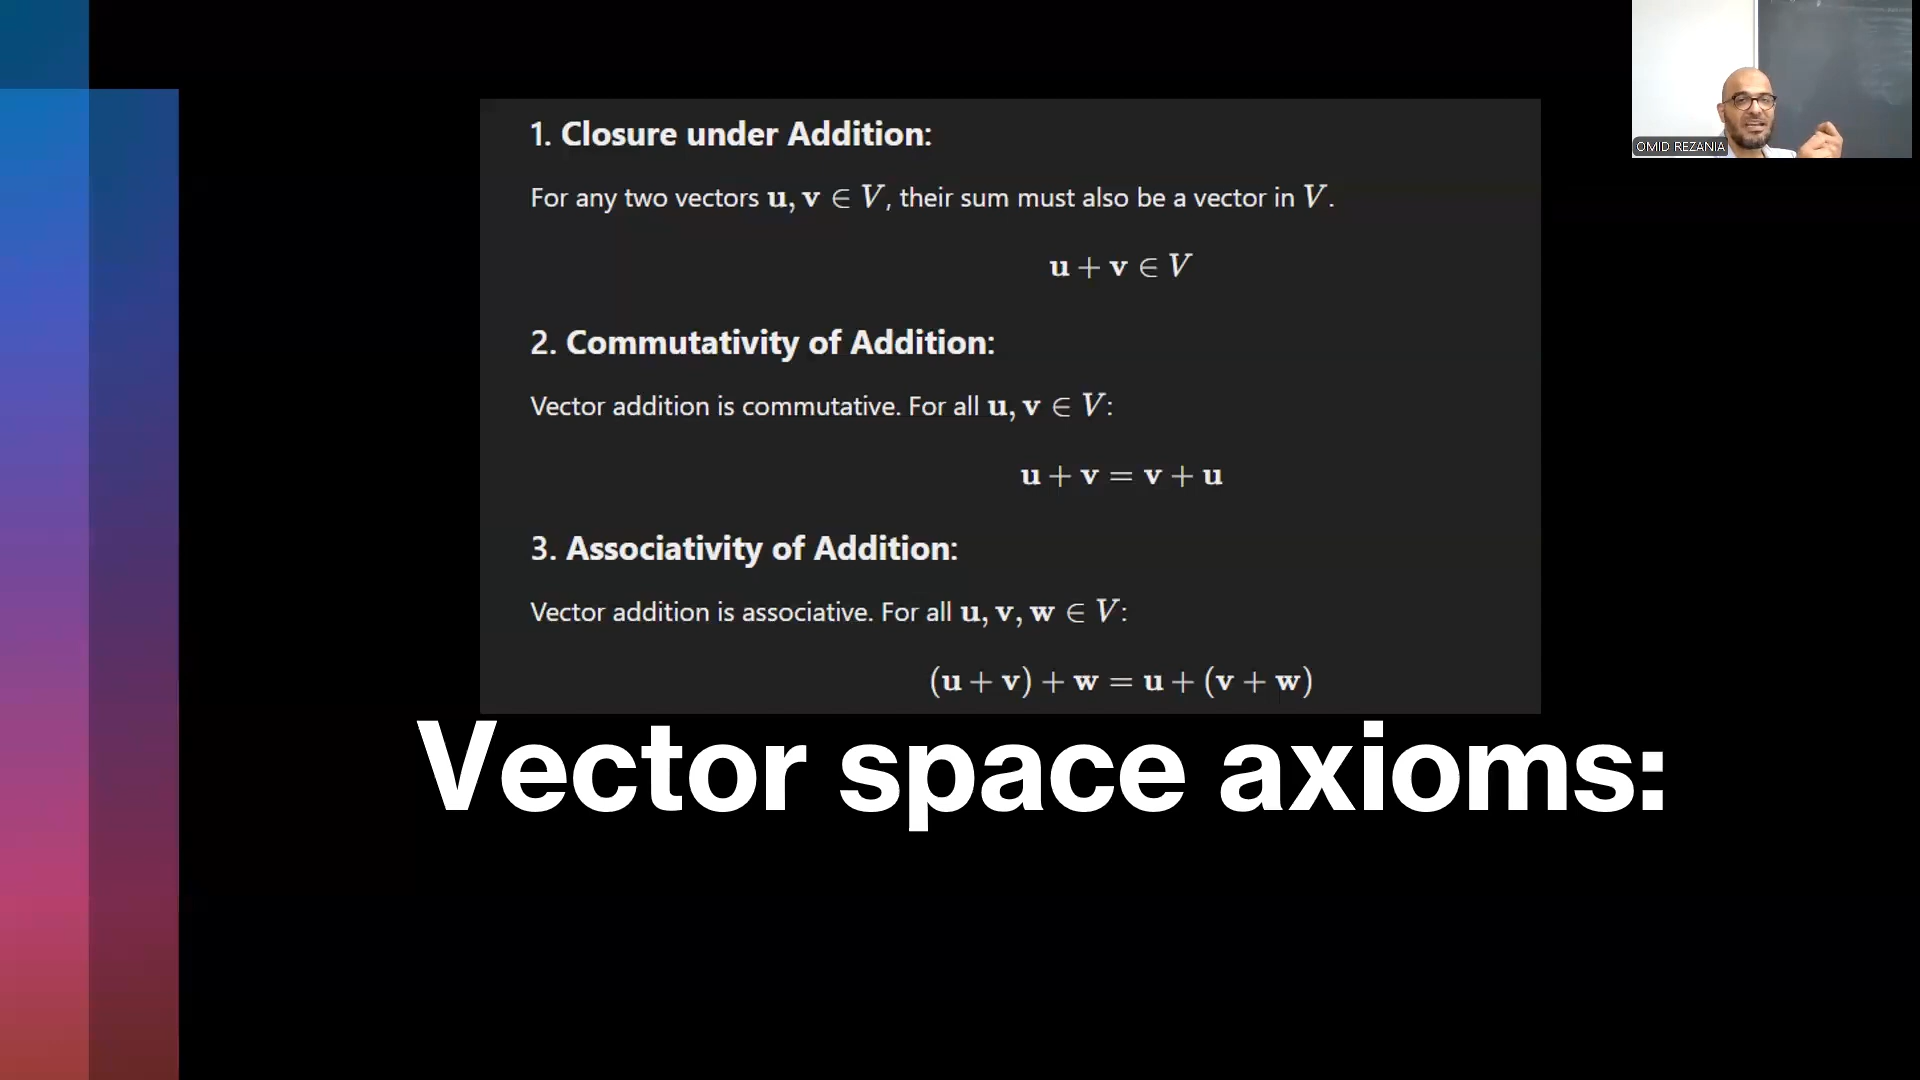 OMID REZANIA
1. Closure under Addition:
For any two vectors u, v ∈ V, their sum must also be a vector in V.
u + v ∈ V
2. Commutativity of Addition:
Vector addition is commutative. For all u, v ∈ V:
u + v = v + u
3. Associativity of Addition:
Vector addition is associative. For all u, v, w ∈ V:
(u + v) + w = u + (v + w)
Vector space axioms: